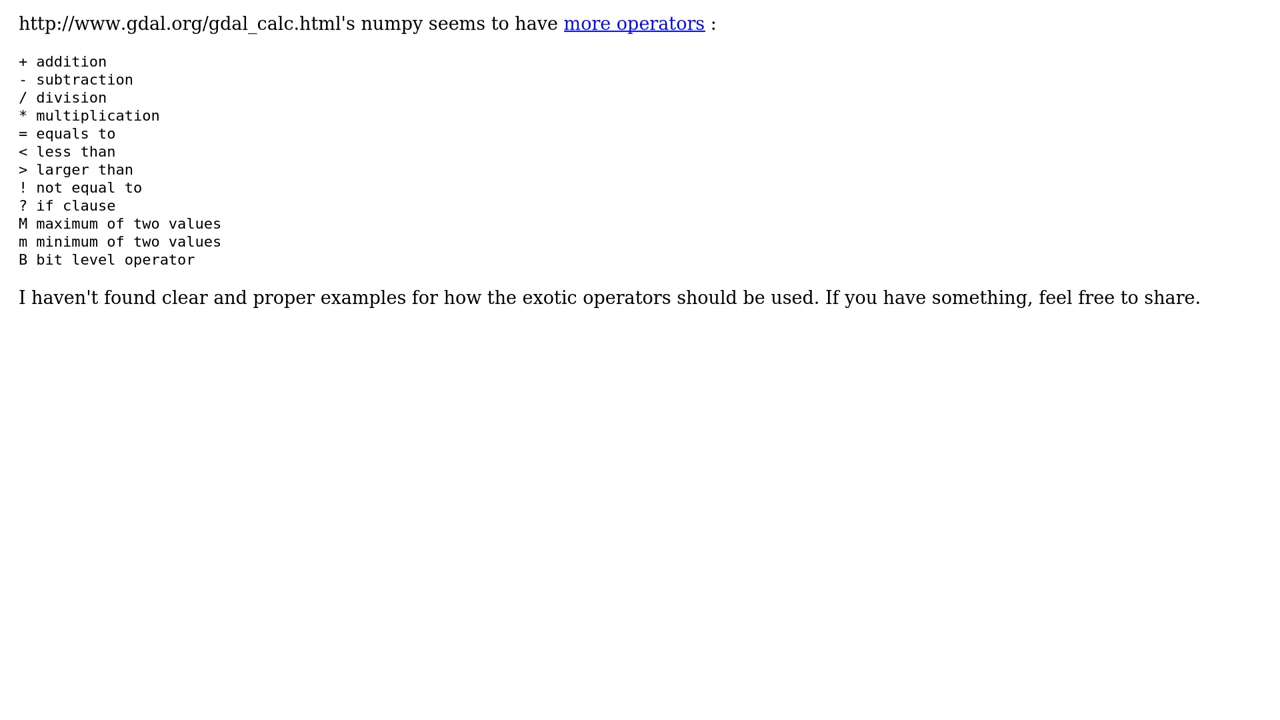 http://www.gdal.org/gdal_calc.html's numpy seems to have more operators :
+ addition
- subtraction
/ division
* multiplication
= equals to
< less than
> larger than
! not equal to
? if clause
M maximum of two values
m minimum of two values
B bit level operator
I haven't found clear and proper examples for how the exotic operators should be used. If you have something, feel free to share.